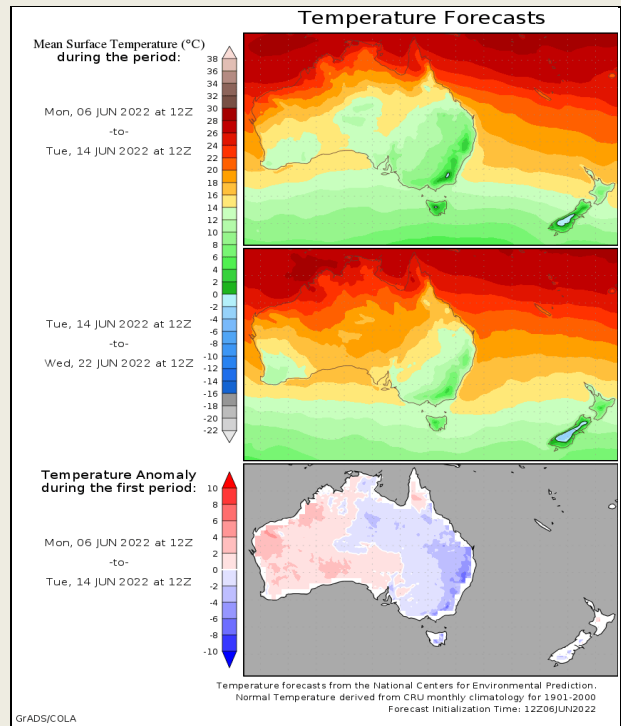 Temperature Forecasts
Mean Surface Temperature (°C)
during the period:
38
36
34
32
30
28
26
24
22
20
18
16
14
12
10
8
6
4
2
0
-2
-4
-6
-8
-10
-12
-14
-16
-18
-20
-22
Mon, 06 JUN 2022 at 12Z
-to-
Tue, 14 JUN 2022 at 12Z
Tue, 14 JUN 2022 at 12Z
-to-
Wed, 22 JUN 2022 at 12Z
Temperature Anomaly
during the first period:
10
8
6
4
2
0
-2
-4
-6
-8
-10
Mon, 06 JUN 2022 at 12Z
-to-
Tue, 14 JUN 2022 at 12Z
Temperature forecasts from the National Centers for Environmental Prediction.
Normal Temperature derived from CRU monthly climatology for 1901-2000
Forecast Initialization Time: 12Z06JUN2022
GrADS/COLA